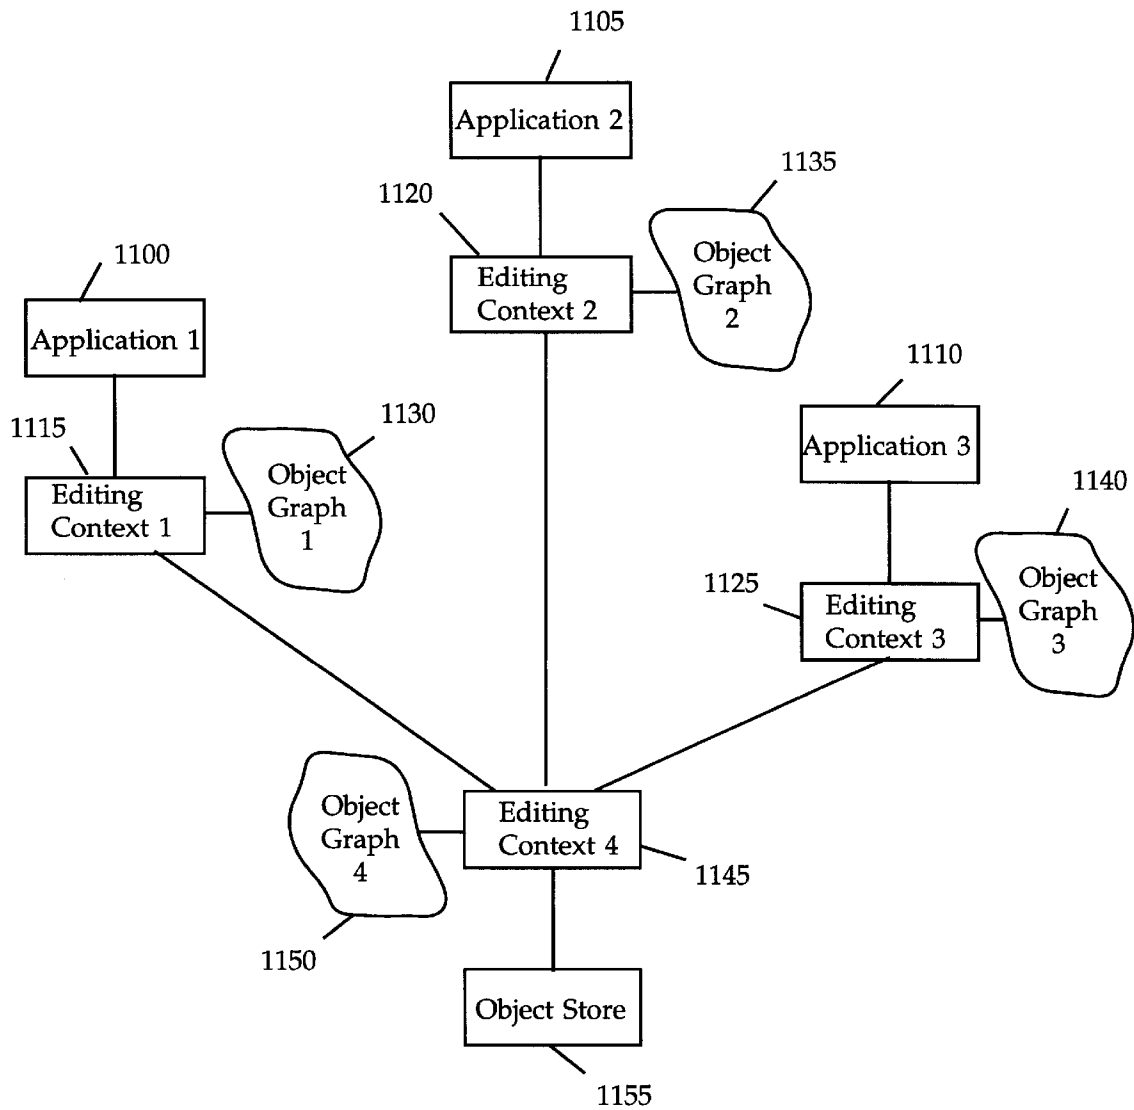 1105
Application 2
1135
1120
Object
Graph
2
Editing
Context 2
1100
Application 1
1110
Application 3
1130
1115
Object
Graph
1
Editing
Context 1
1140
Object
Graph
3
1125
Editing
Context 3
Object
Graph
4
Editing
Context 4
1145
1150
Object Store
1155